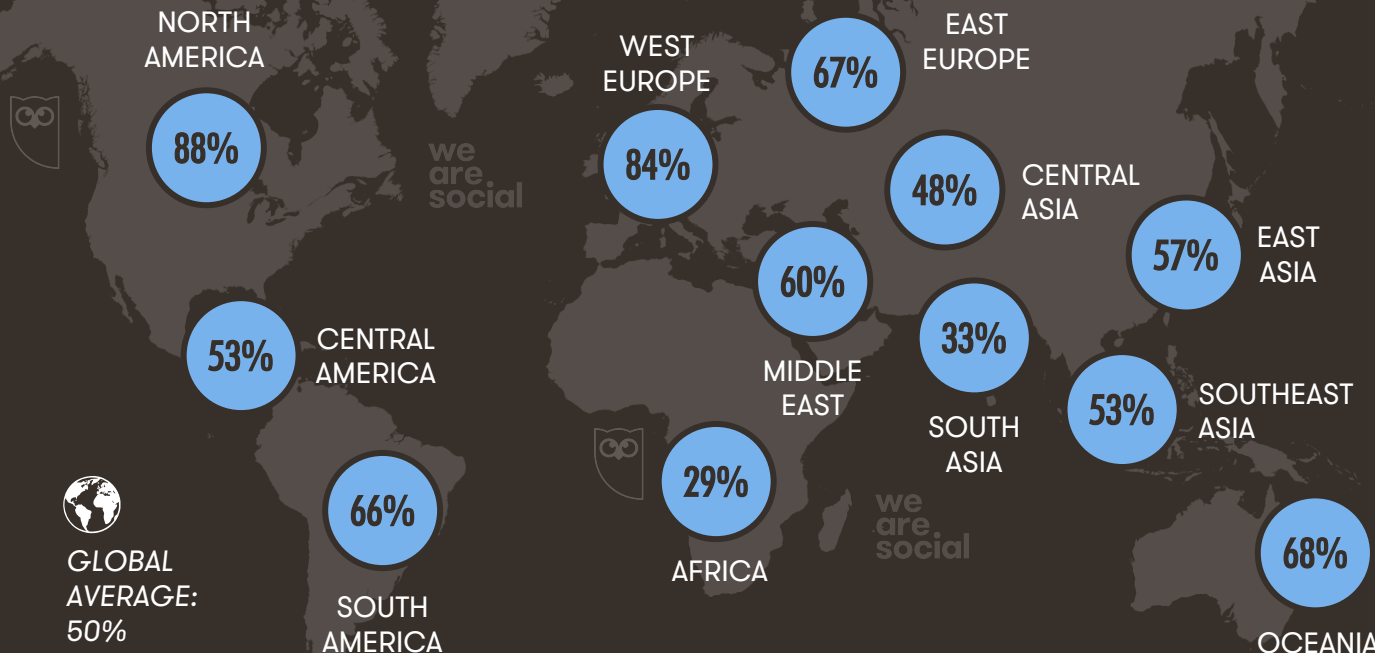 NORTH
AMERICA
88%
WEST
EUROPE
84%
67%
EAST
EUROPE
we
are
social
48%
CENTRAL
ASIA
57%
EAST
ASIA
60%
MIDDLE
EAST
33%
SOUTH
ASIA
53%
CENTRAL
AMERICA
53%
SOUTHEAST
ASIA
66%
SOUTH
AMERICA
29%
AFRICA
we
are
social
68%
OCEANIA
GLOBAL
AVERAGE:
50%